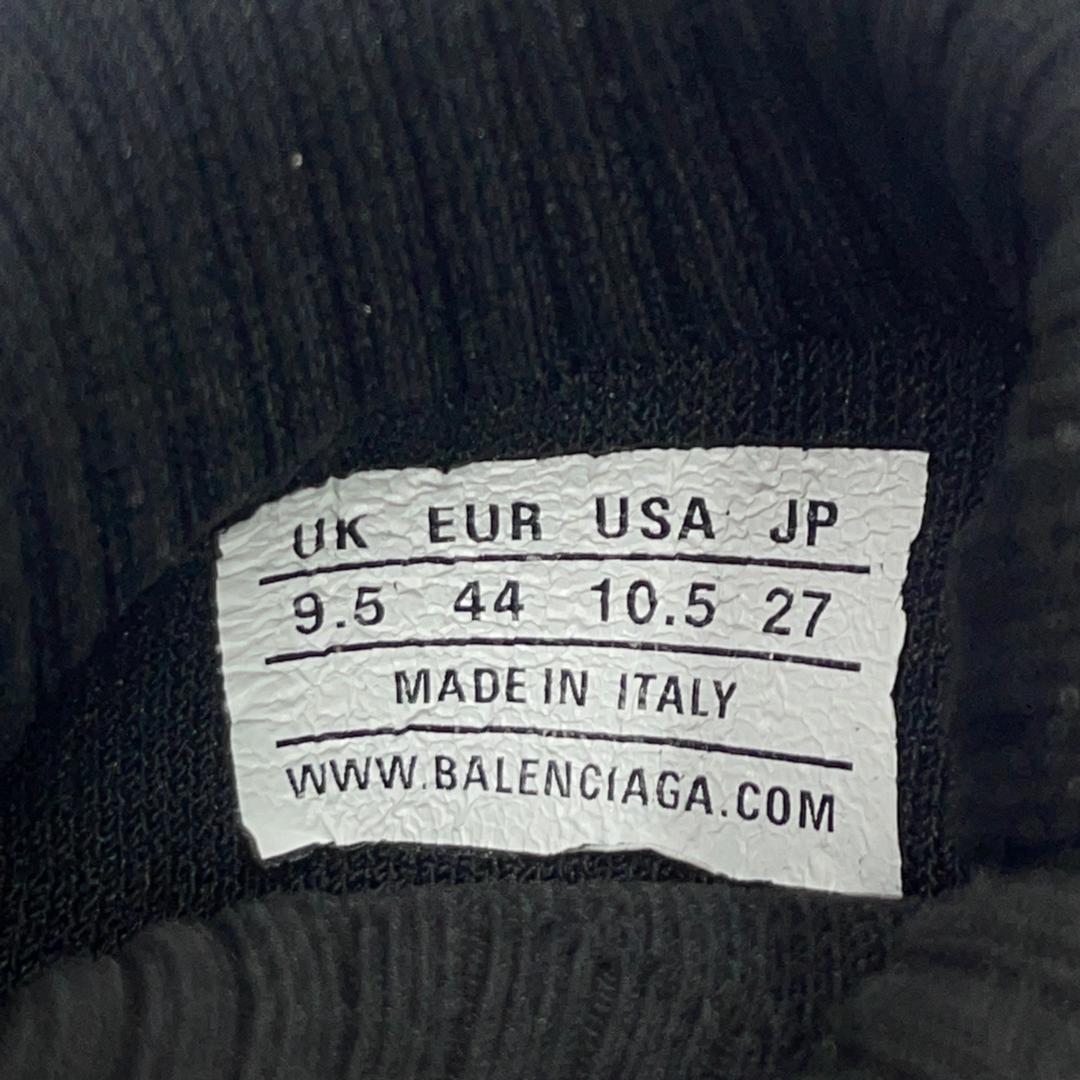 UK EUR USA JP
9.5 44 10.5 27
MADE IN ITALY
WWW.BALENCIAGA.COM